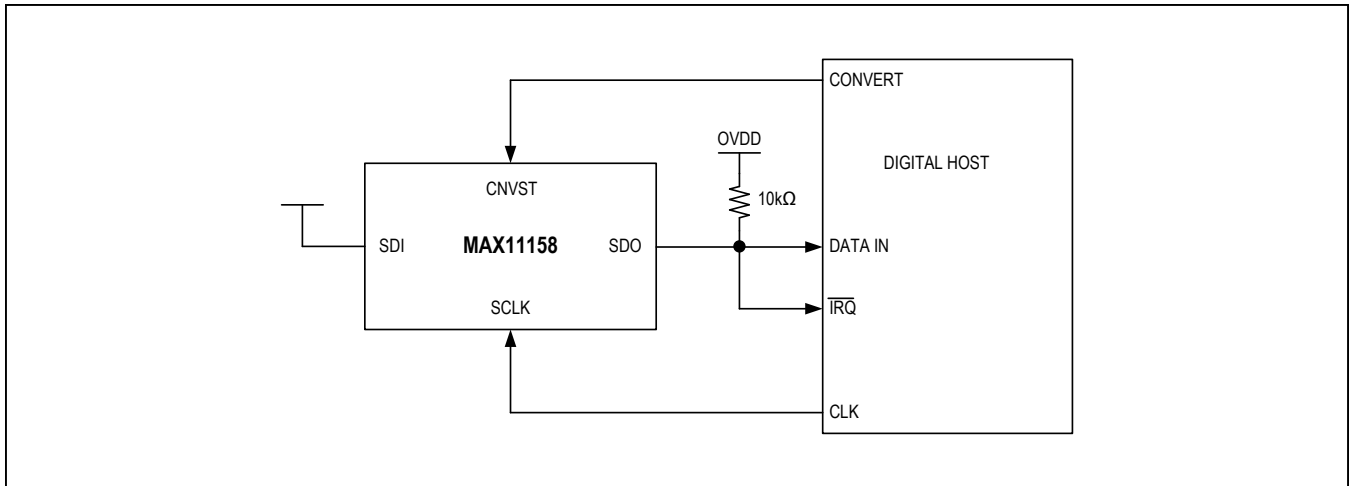 CONVERT
OVDD
DIGITAL HOST
CNVST
10kΩ
SDI
MAX11158
SDO
DATA IN
IRQ
SCLK
CLK